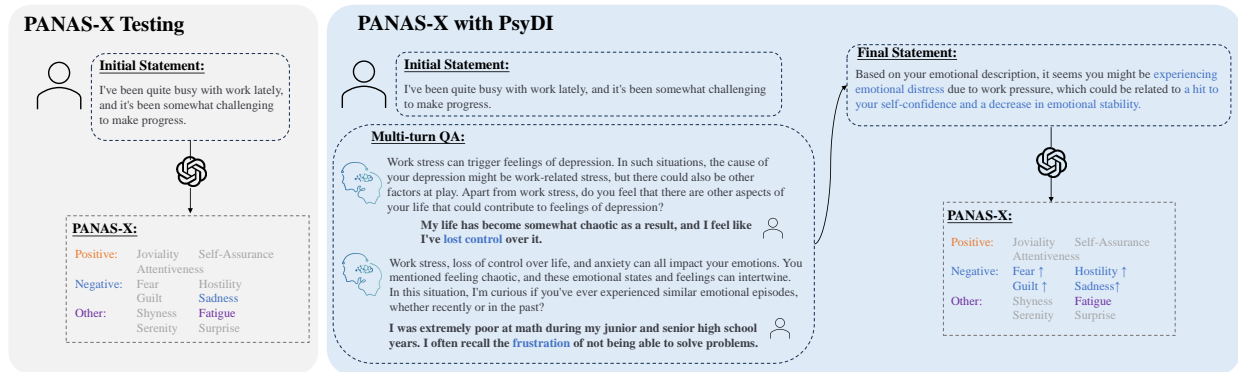 PANAS-X Testing
Initial Statement:
I've been quite busy with work lately,
and it's been somewhat challenging
to make progress.
PANAS-X:
Positive: Joviality Self-Assurance
Attentiveness
Negative: Fear Hostility
Guilt Sadness
Other: Shyness Fatigue
Serenity Surprise
PANAS-X with PsyDI
Initial Statement:
I've been quite busy with work lately, and it's been somewhat challenging
to make progress.
Multi-turn QA:
Work stress can trigger feelings of depression. In such situations, the cause of
your depression might be work-related stress, but there could also be other
factors at play. Apart from work stress, do you feel that there are other aspects of
your life that could contribute to feelings of depression?
My life has become somewhat chaotic as a result, and I feel like
I've lost control over it.
Work stress, loss of control over life, and anxiety can all impact your emotions. You
mentioned feeling chaotic, and these emotional states and feelings can intertwine.
In this situation, I'm curious if you've ever experienced similar emotional episodes,
whether recently or in the past?
I was extremely poor at math during my junior and senior high school
years. I often recall the frustration of not being able to solve problems.
Final Statement:
Based on your emotional description, it seems you might be experiencing
emotional distress due to work pressure, which could be related to a hit to
your self-confidence and a decrease in emotional stability.
PANAS-X:
Positive: Joviality Self-Assurance
Attentiveness
Negative: Fear ↑ Hostility ↑
Guilt ↑ Sadness↑
Other: Shyness Fatigue
Serenity Surprise